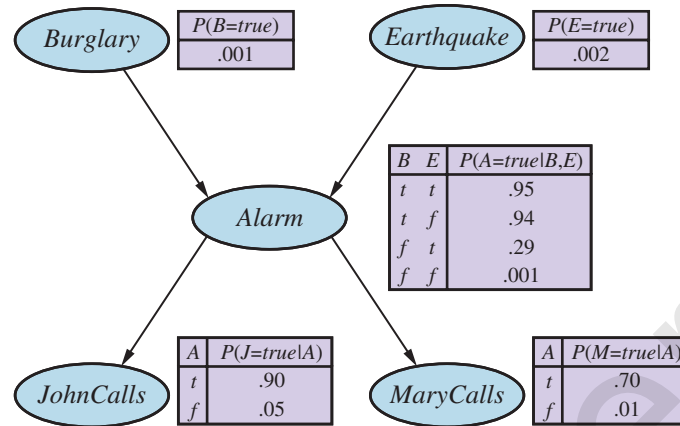 Burglary
P(B=true)
.001
Earthquake
P(E=true)
.002
B E P(A=true|B,E)
t t .95
t f .94
f t .29
f f .001
Alarm
A P(J=true|A)
t .90
f .05
JohnCalls
A P(M=true|A)
t .70
f .01
MaryCalls